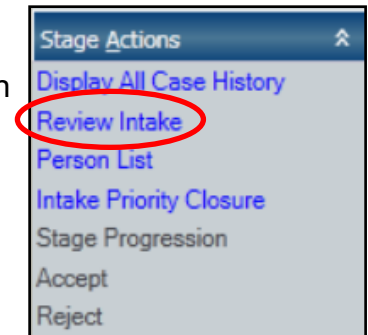 Stage Actions
n
Display All Case History
Review Intake
Person List
Intake Priority Closure
Stage Progression
Accept
Reject